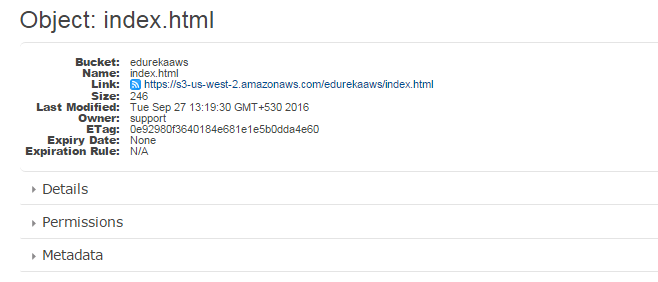 Object: index.html
Bucket: edurekaaws
Name: index.html
Link: https://s3-us-west-2.amazonaws.com/edurekaaws/index.html
Size: 246
Last Modified: Tue Sep 27 13:19:30 GMT+530 2016
Owner: support
ETag: 0e92980f3640184e681e1e5b0dda4e60
Expiry Date: None
Expiration Rule: N/A
Details
Permissions
Metadata